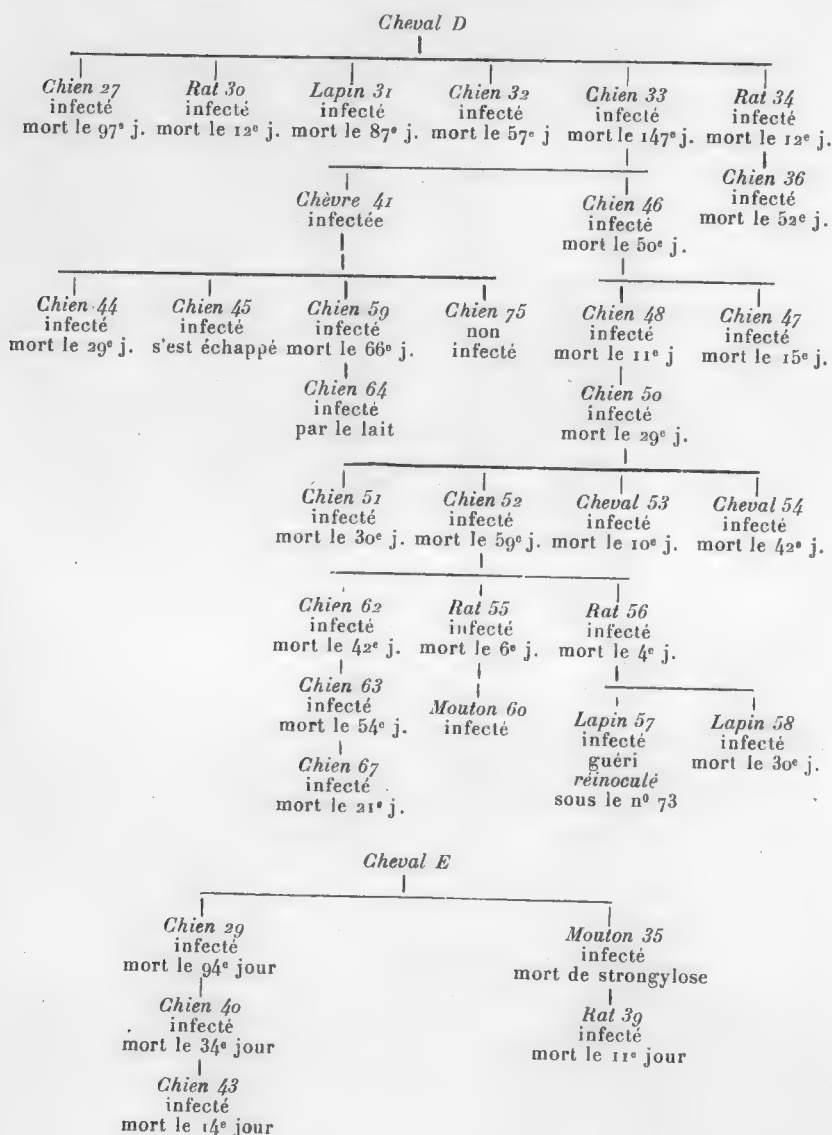 Cheval D
Chien 27 Rat 30 Lapin 31 Chien 32 Chien 33 Rat 34
infecté infecté infecté infecté infecté infecté
mort le 97e j. mort le 12e j. mort le 87e j. mort le 57e j mort le 147e j. mort le 12e j.
Chèvre 41 Chien 46 Chien 36
infectée infecté infecté
mort le 50e j. mort le 52e j.
Chien 44 Chien 45 Chien 59 Chien 75 Chien 48 Chien 47
infecté infecté infecté non infecté infecté
mort le 29e j. s'est échappé mort le 66e j. infecté mort le 11e j mort le 15e j.
Chien 64 Chien 50
infecté infecté
par le lait mort le 29e j.
Chien 51 Chien 52 Cheval 53 Cheval 54
infecté infecté infecté infecté
mort le 30e j. mort le 59e j. mort le 10e j. mort le 42e j.
Chien 62 Rat 55 Rat 56
infecté infecté infecté
mort le 42e j. mort le 6e j. mort le 4e j.
Chien 63 Mouton 60 Lapin 57 Lapin 58
infecté infecté infecté infecté
mort le 54e j. guéri mort le 30e j.
Chien 67 réinoculé
infecté sous le no 73
mort le 21e j.
Cheval E
Chien 29 Mouton 35
infecté infecté
mort le 94e jour mort de strongylose
Chien 40 Rat 39
infecté infecté
mort le 34e jour mort le 11e jour
Chien 43
infecté
mort le 14e jour